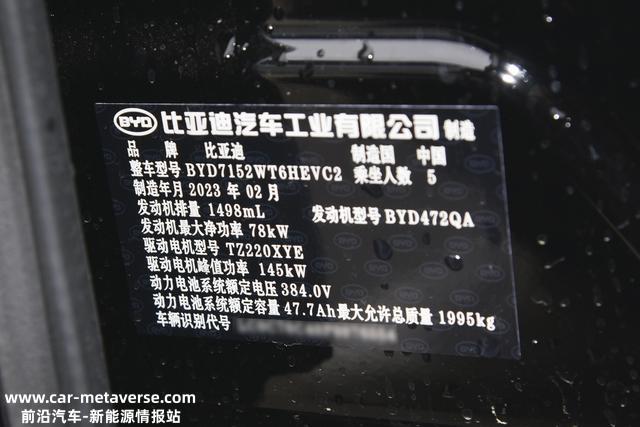 BYD 比亚迪汽车工业有限公司 制造
品 牌 比亚迪 制造国 中国
整车型号 BYD7152WT6HEVC2 乘坐人数 5
制造年月 2023 年 02 月
发动机排量 1498mL 发动机型号 BYD472QA
发动机最大净功率 78kW
驱动电机型号 TZ220XYE
驱动电机峰值功率 145kW
动力电池系统额定电压 384.0V
动力电池系统额定容量 47.7Ah 最大允许总质量 1995kg
车辆识别代号
www.car-metaverse.com
前沿汽车-新能源情报站